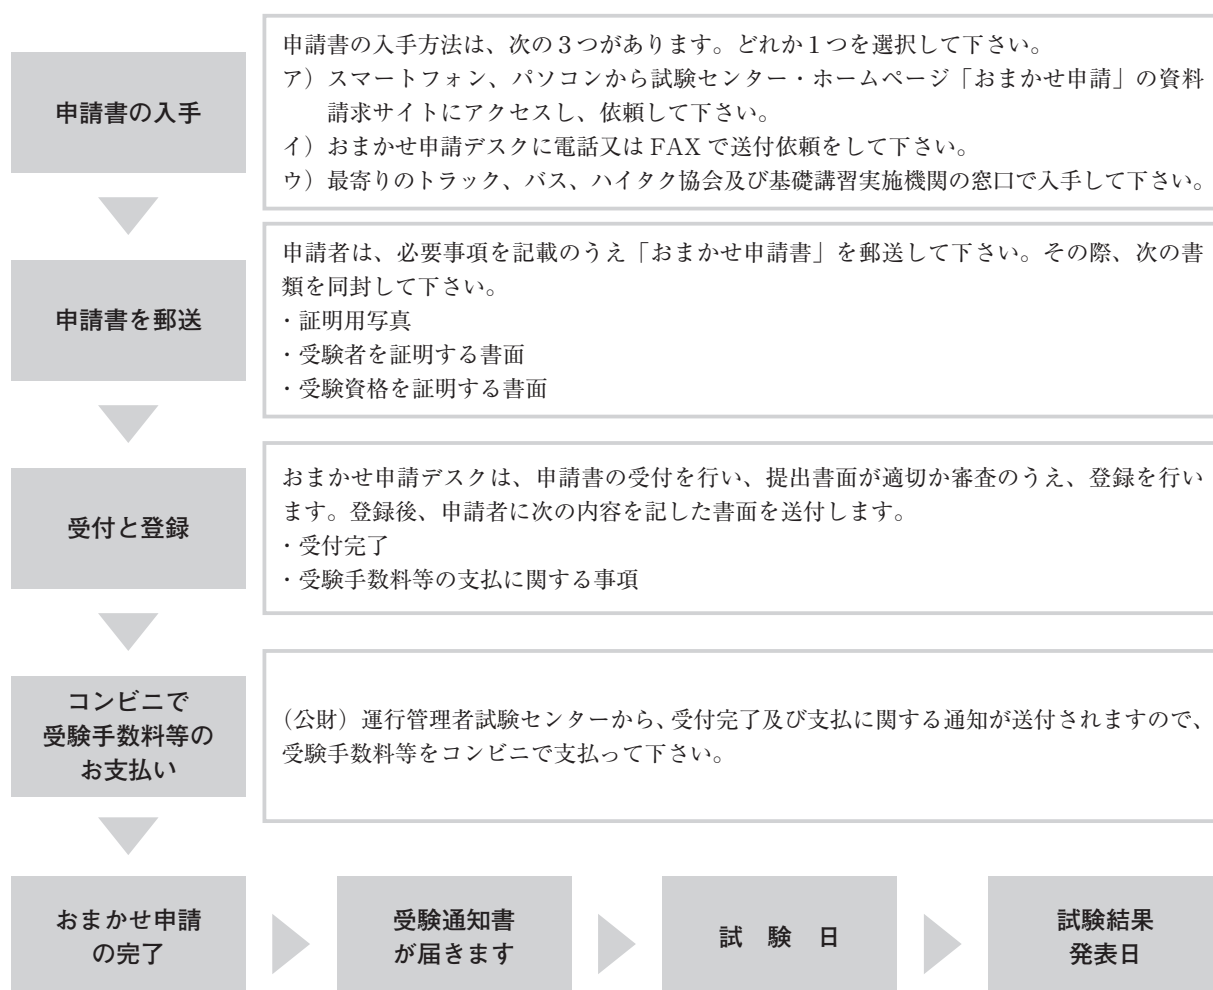 申請書の入手
申請書の入手方法は、次の3つがあります。どれか1つを選択して下さい。
ア）スマートフォン、パソコンから試験センター・ホームページ「おまかせ申請」の資料
請求サイトにアクセスし、依頼して下さい。
イ）おまかせ申請デスクに電話又は FAX で送付依頼をして下さい。
ウ）最寄りのトラック、バス、ハイタク協会及び基礎講習実施機関の窓口で入手して下さい。
申請書を郵送
申請者は、必要事項を記載のうえ「おまかせ申請書」を郵送して下さい。その際、次の書
類を同封して下さい。
・証明用写真
・受験者を証明する書面
・受験資格を証明する書面
受付と登録
おまかせ申請デスクは、申請書の受付を行い、提出書面が適切か審査のうえ、登録を行い
ます。登録後、申請者に次の内容を記した書面を送付します。
・受付完了
・受験手数料等の支払に関する事項
コンビニで
受験手数料等の
お支払い
（公財）運行管理者試験センターから、受付完了及び支払に関する通知が送付されますので、
受験手数料等をコンビニで支払って下さい。
おまかせ申請
の完了
受験通知書
が届きます
試　験　日
試験結果
発表日